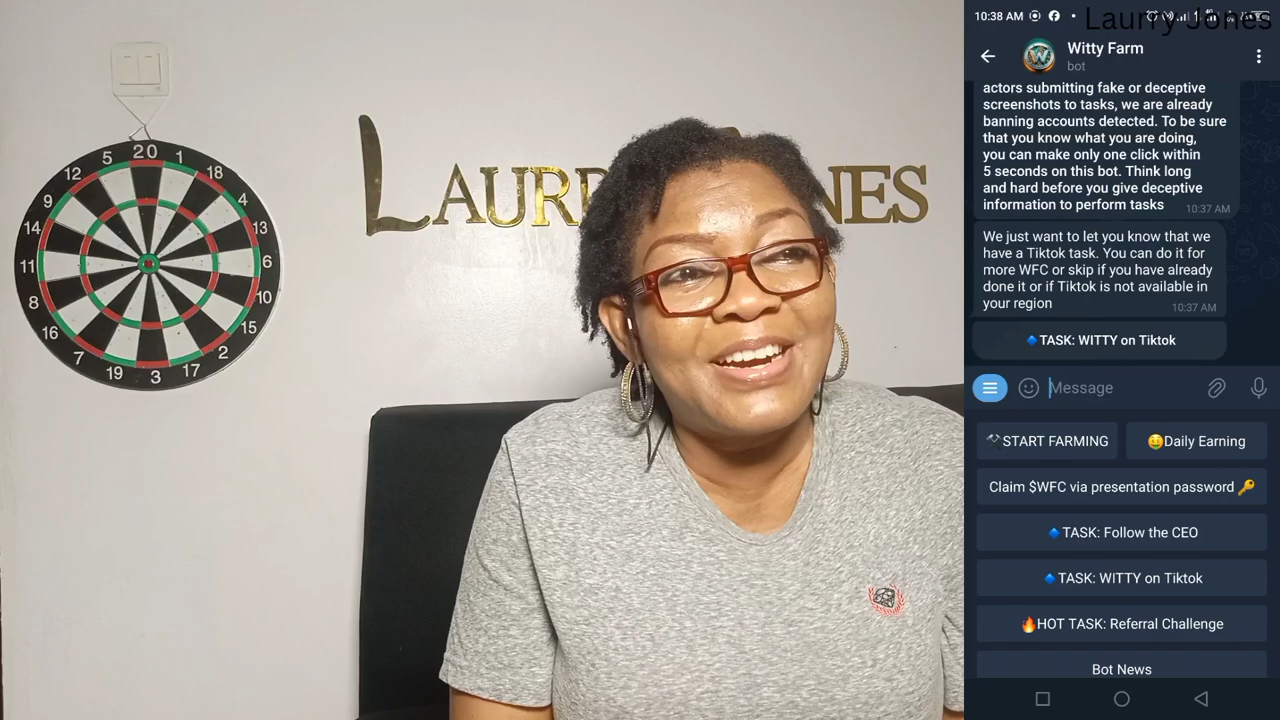 20
1
18
4
13
6
10
15
2
17
3
19
7
16
8
11
14
9
12
5
LAURR
NES
Laurry Jones
10:38 AM
Witty Farm
bot
actors submitting fake or deceptive
screenshots to tasks, we are already
banning accounts detected. To be sure
that you know what you are doing,
you can make only one click within
5 seconds on this bot. Think long
and hard before you give deceptive
information to perform tasks
10:37 AM
We just want to let you know that we
have a Tiktok task. You can do it for
more WFC or skip if you have already
done it or if Tiktok is not available in
your region
10:37 AM
🔹TASK: WITTY on Tiktok
Message
⚒START FARMING
🤑Daily Earning
Claim $WFC via presentation password 🔑
🔹TASK: Follow the CEO
🔹TASK: WITTY on Tiktok
🔥HOT TASK: Referral Challenge
Bot News